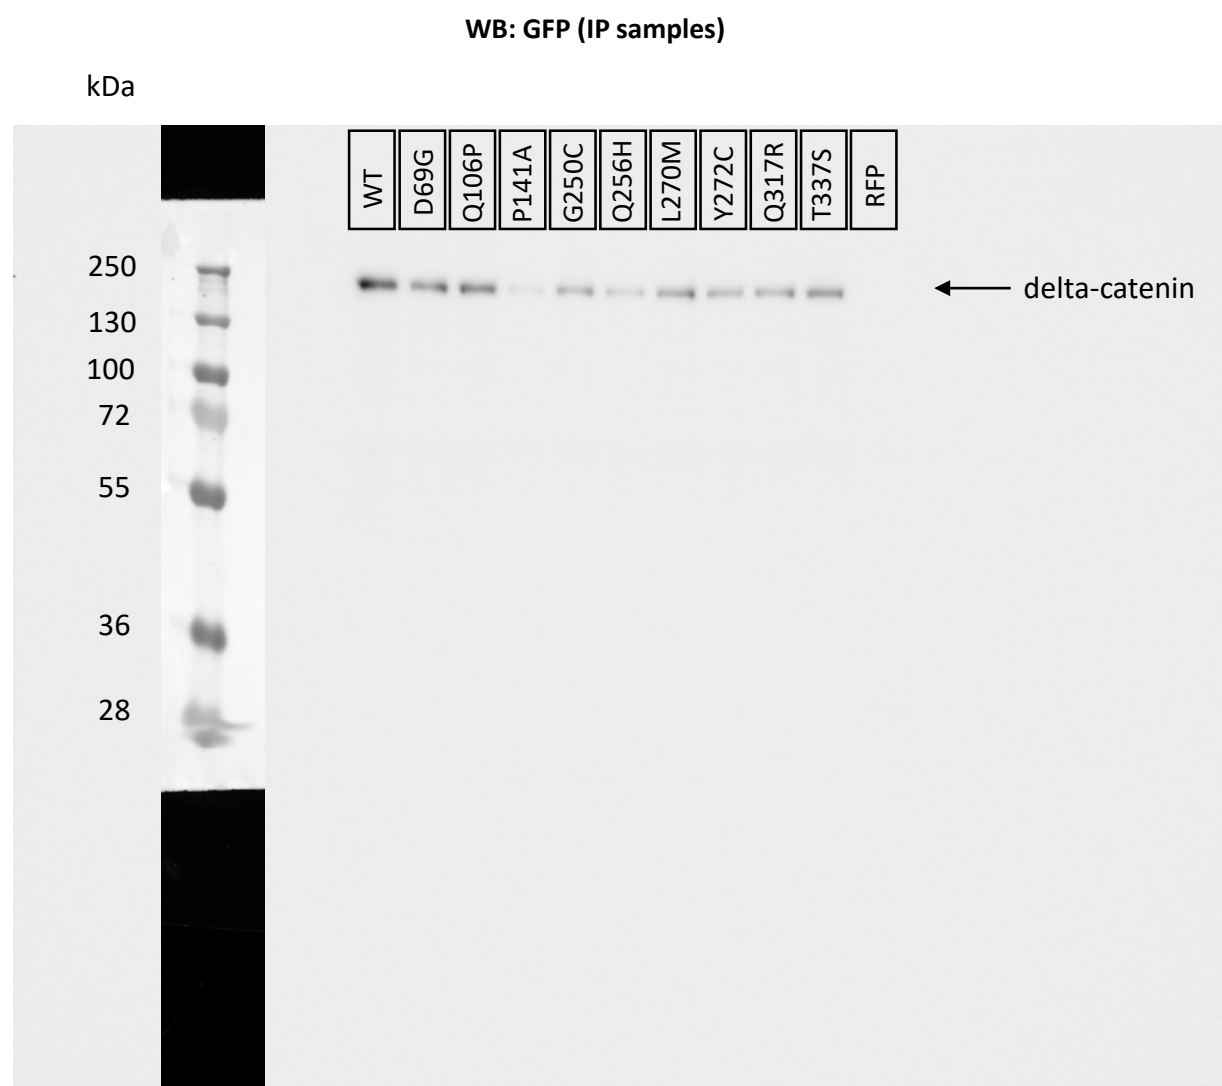 WB: GFP (IP samples)
kDa
WT
D69G
Q106P
P141A
G250C
Q256H
L270M
Y272C
Q317R
T337S
RFP
250
delta-catenin
130
100
72
55
36
28